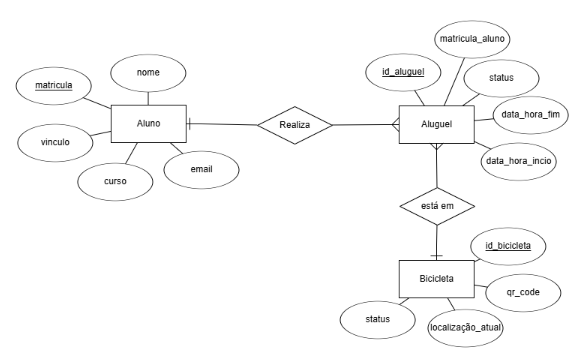 matricula_aluno
nome
id_aluguel
status
matricula
data_hora_fim
Aluno
Realiza
Aluguel
vinculo
data_hora_incio
email
curso
está em
id_bicicleta
Bicicleta
qr_code
status
localização_atual